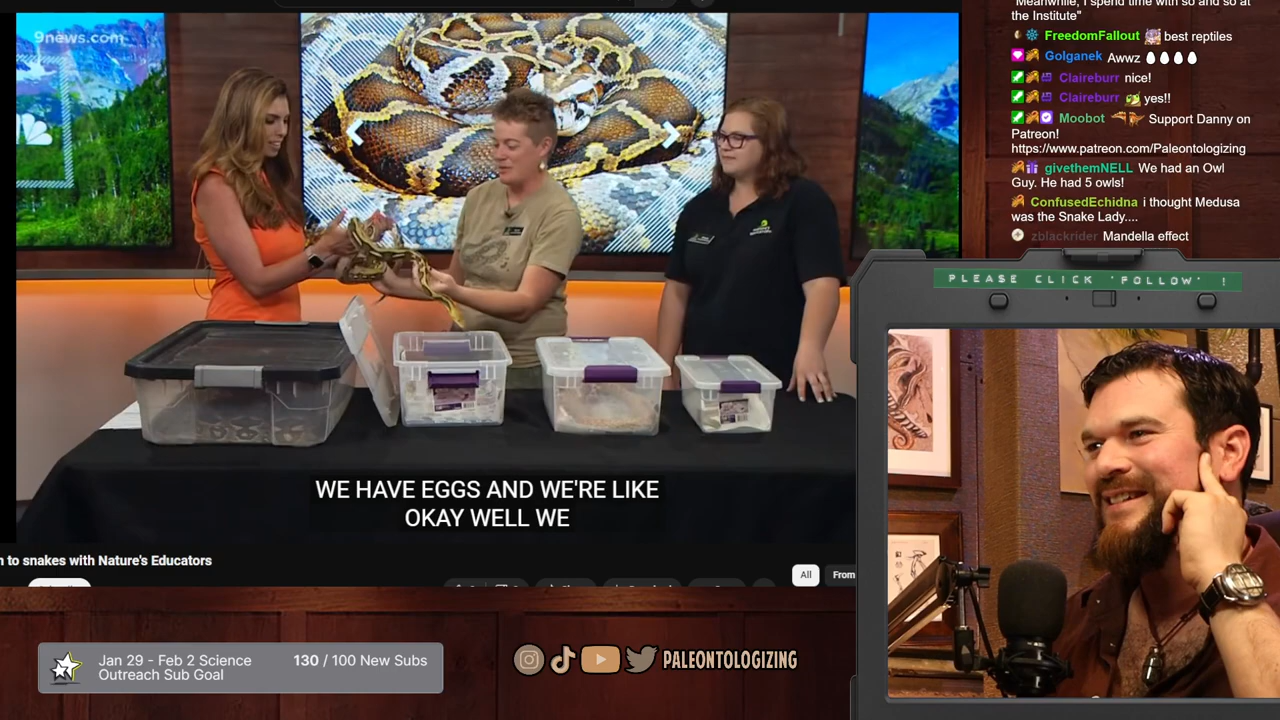 9news.com
WE HAVE EGGS AND WE'RE LIKE
OKAY WELL WE
n to snakes with Nature's Educators
All
From
"Meanwhile, I spend time with so and so at
the Institute"
FreedomFallout best reptiles
Golganek Awwz
Claireburr nice!
Claireburr yes!!
Moobot Support Danny on
Patreon!
https://www.patreon.com/Paleontologizing
givethemNELL We had an Owl
Guy. He had 5 owls!
ConfusedEchidna i thought Medusa
was the Snake Lady....
zblackrider Mandella effect
PLEASE CLICK 'FOLLOW' !
Jan 29 - Feb 2 Science
Outreach Sub Goal
130 / 100 New Subs
PALEONTOLOGIZING